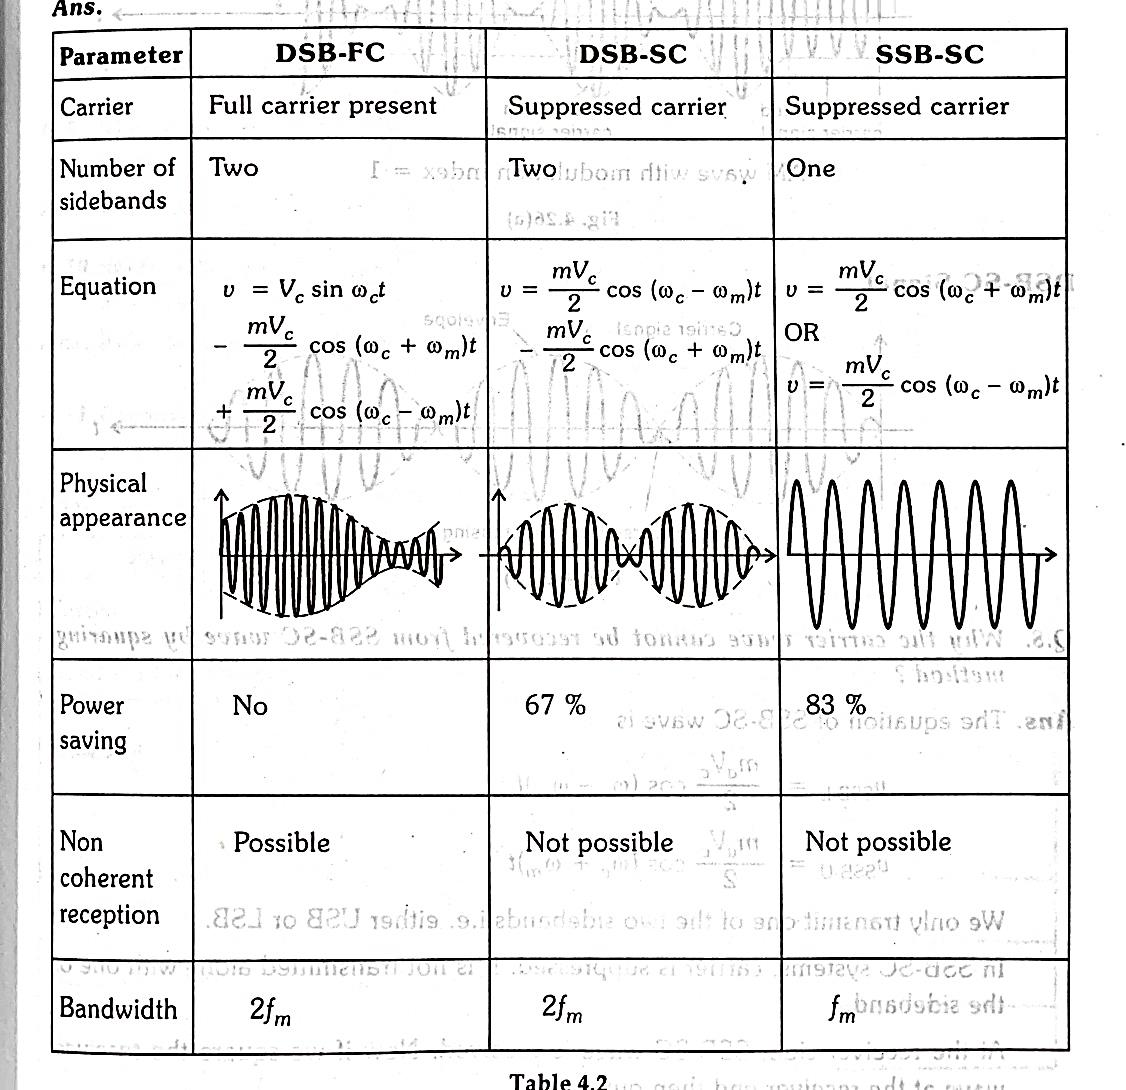 Ans.
Parameter DSB-FC DSB-SC SSB-SC
Carrier Full carrier present Suppressed carrier Suppressed carrier
Number of sidebands Two Two One
Equation
υ = V_c sin ω_c t
− mV_c/2 cos (ω_c + ω_m)t
+ mV_c/2 cos (ω_c − ω_m)t
υ = mV_c/2 cos (ω_c − ω_m)t
− mV_c/2 cos (ω_c + ω_m)t
υ = mV_c/2 cos (ω_c + ω_m)t
OR
υ = mV_c/2 cos (ω_c − ω_m)t
Physical
appearance
Power saving No 67 % 83 %
Non coherent reception Possible Not possible Not possible
Bandwidth 2f_m 2f_m f_m
Table 4.2